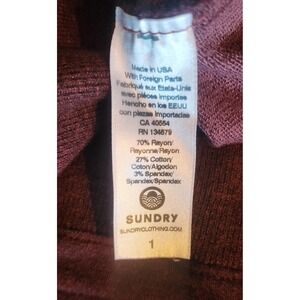 Made in USA
With Foreign Parts
Fabriqué aux Etats-Unis
avec pièces importes
Hencho en los EEUU
con piezas importadas
CA 40554
RN 134679
70% Rayon/
Rayonne/Rayon
27% Cotton/
Coton/Algodon
3% Spandex/
Spandex/Spandex
SUNDRY
SUNDRYCLOTHING.COM
1